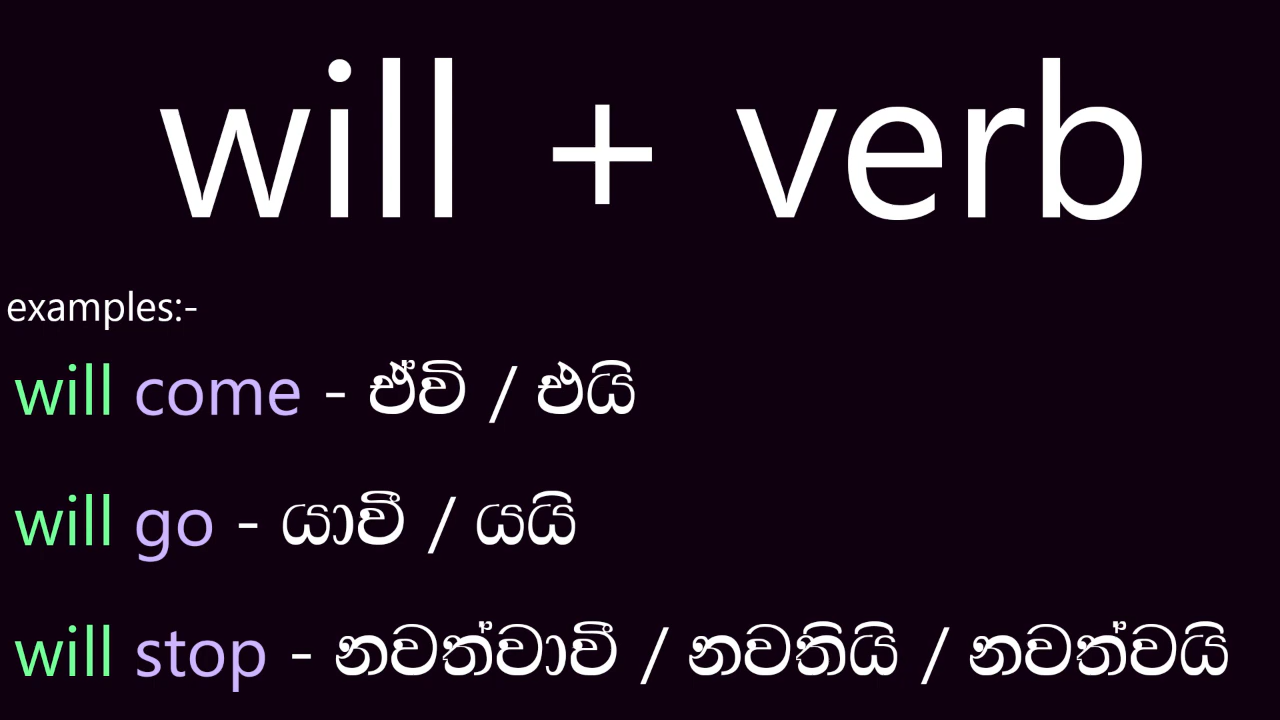 will + verb
examples:-
will come - ඒවි / එයි
will go - යාවී / යයි
will stop - නවත්වාවී / නවතියි / නවත්වයි